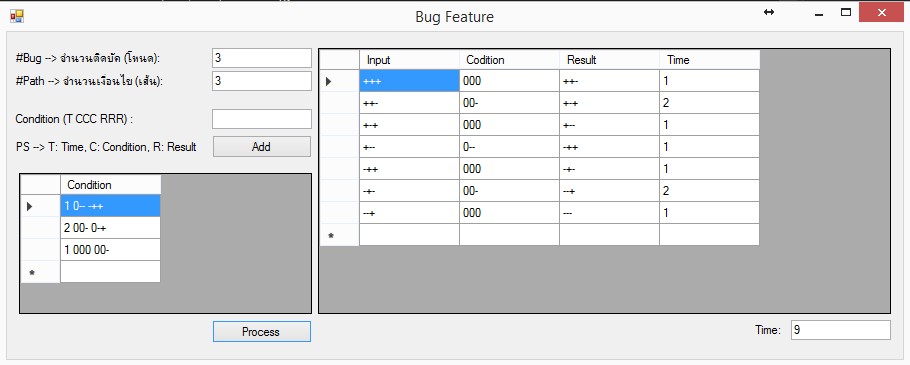 Bug Feature
#Bug --> จำนวนติดบัค (โหนด): 3
#Path --> จำนวนเงื่อนไข (เส้น): 3
Condition (T CCC RRR) :
PS --> T: Time, C: Condition, R: Result Add
Condition
1 0-- -++
2 00- 0-+
1 000 00-
Process
Input Codition Result Time
+++ 000 ++- 1
++- 00- +-+ 2
+-+ 000 +-- 1
+-- 0-- -++ 1
-++ 000 -+- 1
-+- 00- --+ 2
--+ 000 --- 1
Time: 9